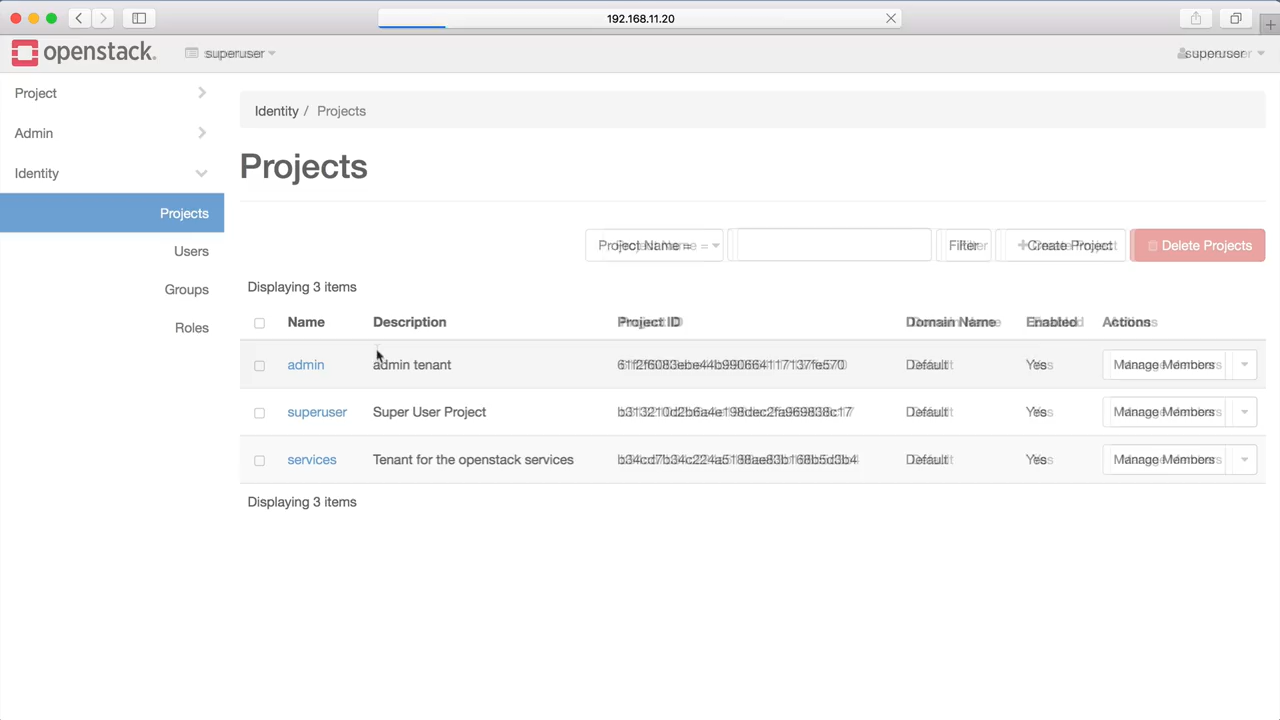 192.168.11.20
openstack. superuser superuser
Project
Admin
Identity
Projects
Users
Groups
Roles
Identity / Projects
Projects
Project Name = Filter Create Project Delete Projects
Displaying 3 items
Name Description Project ID Domain Name Enabled Actions
admin admin tenant Default Yes Manage Members
superuser Super User Project Default Yes Manage Members
services Tenant for the openstack services Default Yes Manage Members
Displaying 3 items